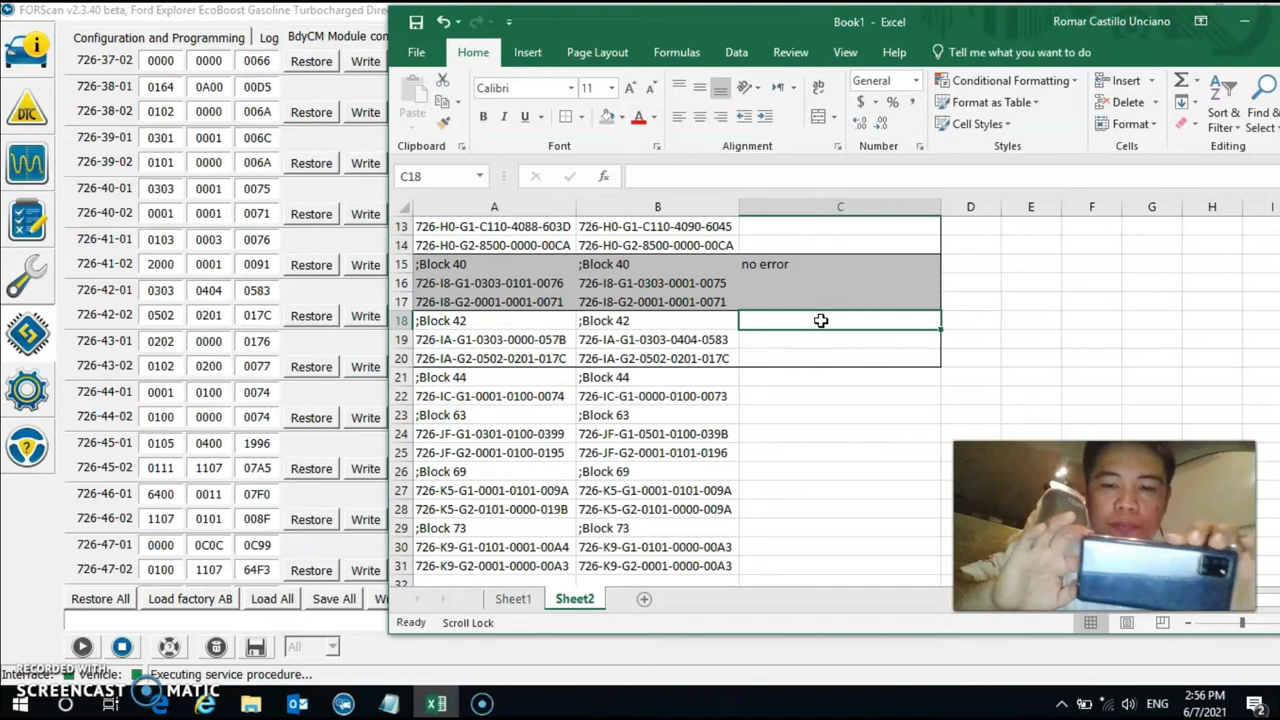 FORScan v2.3.40 beta, Ford Explorer EcoBoost Gasoline Turbocharged 2.3 Direc
Configuration and Programming Log BdyCM Module con
726-37-02 0000 0000 0066 Restore Write
726-38-01 0164 0A00 00D5
726-38-02 0102 0000 006A Restore Write
726-39-01 0301 0001 006C
726-39-02 0101 0000 006A Restore Write
726-40-01 0303 0001 0075
726-40-02 0001 0001 0071 Restore Write
726-41-01 0103 0003 0076
726-41-02 2000 0001 0091 Restore Write
726-42-01 0303 0404 0583
726-42-02 0502 0201 017C Restore Write
726-43-01 0202 0000 0176
726-43-02 0102 0200 0077 Restore Write
726-44-01 0001 0100 0074
726-44-02 0100 0000 0074 Restore Write
726-45-01 0105 0400 1996
726-45-02 0111 1107 07A5 Restore Write
726-46-01 6400 0011 07F0
726-46-02 1107 0101 008F Restore Write
726-47-01 0000 0C0C 0C99
726-47-02 0100 1107 64F3 Restore Write
Restore All Load factory AB Load All Save All Wr
All
Interface: Vehicle: Executing service procedure...
RECORDED WITH
SCREENCAST MATIC
DTC
Book1 - Excel
Romar Castillo Unciano
File Home Insert Page Layout Formulas Data Review View Help Tell me what you want to do
Paste
Calibri 11
General
Conditional Formatting
Format as Table
Cell Styles
Insert
Delete
Format
Sort &
Filter
Find &
Select
Clipboard Font Alignment Number Styles Cells Editing
C18
A B C D E F G H I
13 726-H0-G1-C110-4088-603D 726-H0-G1-C110-4090-6045
14 726-H0-G2-8500-0000-00CA 726-H0-G2-8500-0000-00CA
15 ;Block 40 ;Block 40 no error
16 726-I8-G1-0303-0101-0076 726-I8-G1-0303-0001-0075
17 726-I8-G2-0001-0001-0071 726-I8-G2-0001-0001-0071
18 ;Block 42 ;Block 42
19 726-IA-G1-0303-0000-057B 726-IA-G1-0303-0404-0583
20 726-IA-G2-0502-0201-017C 726-IA-G2-0502-0201-017C
21 ;Block 44 ;Block 44
22 726-IC-G1-0001-0100-0074 726-IC-G1-0000-0100-0073
23 ;Block 63 ;Block 63
24 726-JF-G1-0301-0100-0399 726-JF-G1-0501-0100-039B
25 726-JF-G2-0001-0100-0195 726-JF-G2-0001-0101-0196
26 ;Block 69 ;Block 69
27 726-K5-G1-0001-0101-009A 726-K5-G1-0001-0101-009A
28 726-K5-G2-0101-0000-019B 726-K5-G2-0101-0000-009A
29 ;Block 73 ;Block 73
30 726-K9-G1-0101-0001-00A4 726-K9-G1-0101-0000-00A3
31 726-K9-G2-0001-0100-00A3 726-K9-G2-0001-0100-00A3
Sheet1 Sheet2
Ready Scroll Lock
ENG
2:56 PM
6/7/2021
2